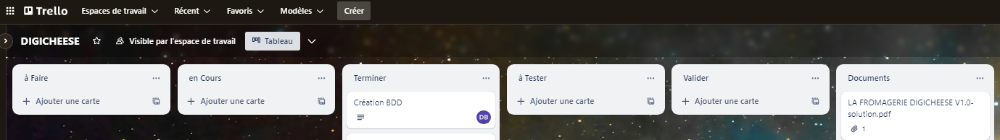 Trello Espaces de travail Récent Favoris Modèles Créer
DIGICHEESE Visible par l'espace de travail Tableau
à Faire en Cours Terminer à Tester Valider Documents
+ Ajouter une carte + Ajouter une carte Création BDD + Ajouter une carte + Ajouter une carte LA FROMAGERIE DIGICHEESE V1.0-
solution.pdf
DB 1